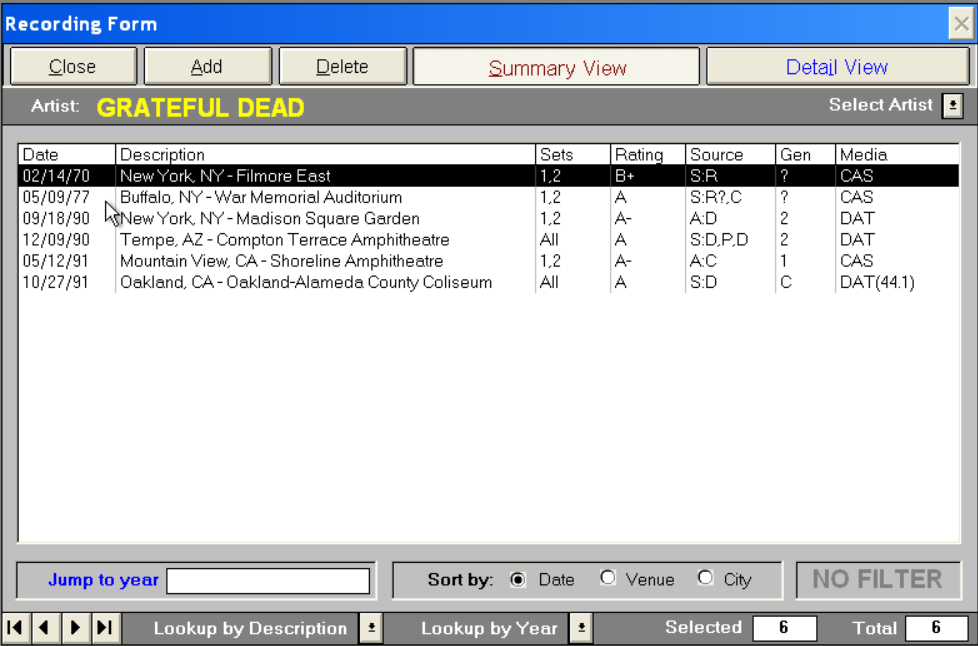 Recording Form
Close Add Delete Summary View Detail View
Artist: GRATEFUL DEAD Select Artist
Date Description Sets Rating Source Gen Media
02/14/70 New York, NY - Filmore East 1,2 B+ S:R ? CAS
05/09/77 Buffalo, NY - War Memorial Auditorium 1,2 A S:R?,C ? CAS
09/18/90 New York, NY - Madison Square Garden 1,2 A- A:D 2 DAT
12/09/90 Tempe, AZ - Compton Terrace Amphitheatre All A S:D,P,D 2 DAT
05/12/91 Mountain View, CA - Shoreline Amphitheatre 1,2 A- A:C 1 CAS
10/27/91 Oakland, CA - Oakland-Alameda County Coliseum All A S:D C DAT(44.1)
Jump to year Sort by: Date Venue City NO FILTER
Lookup by Description Lookup by Year Selected 6 Total 6